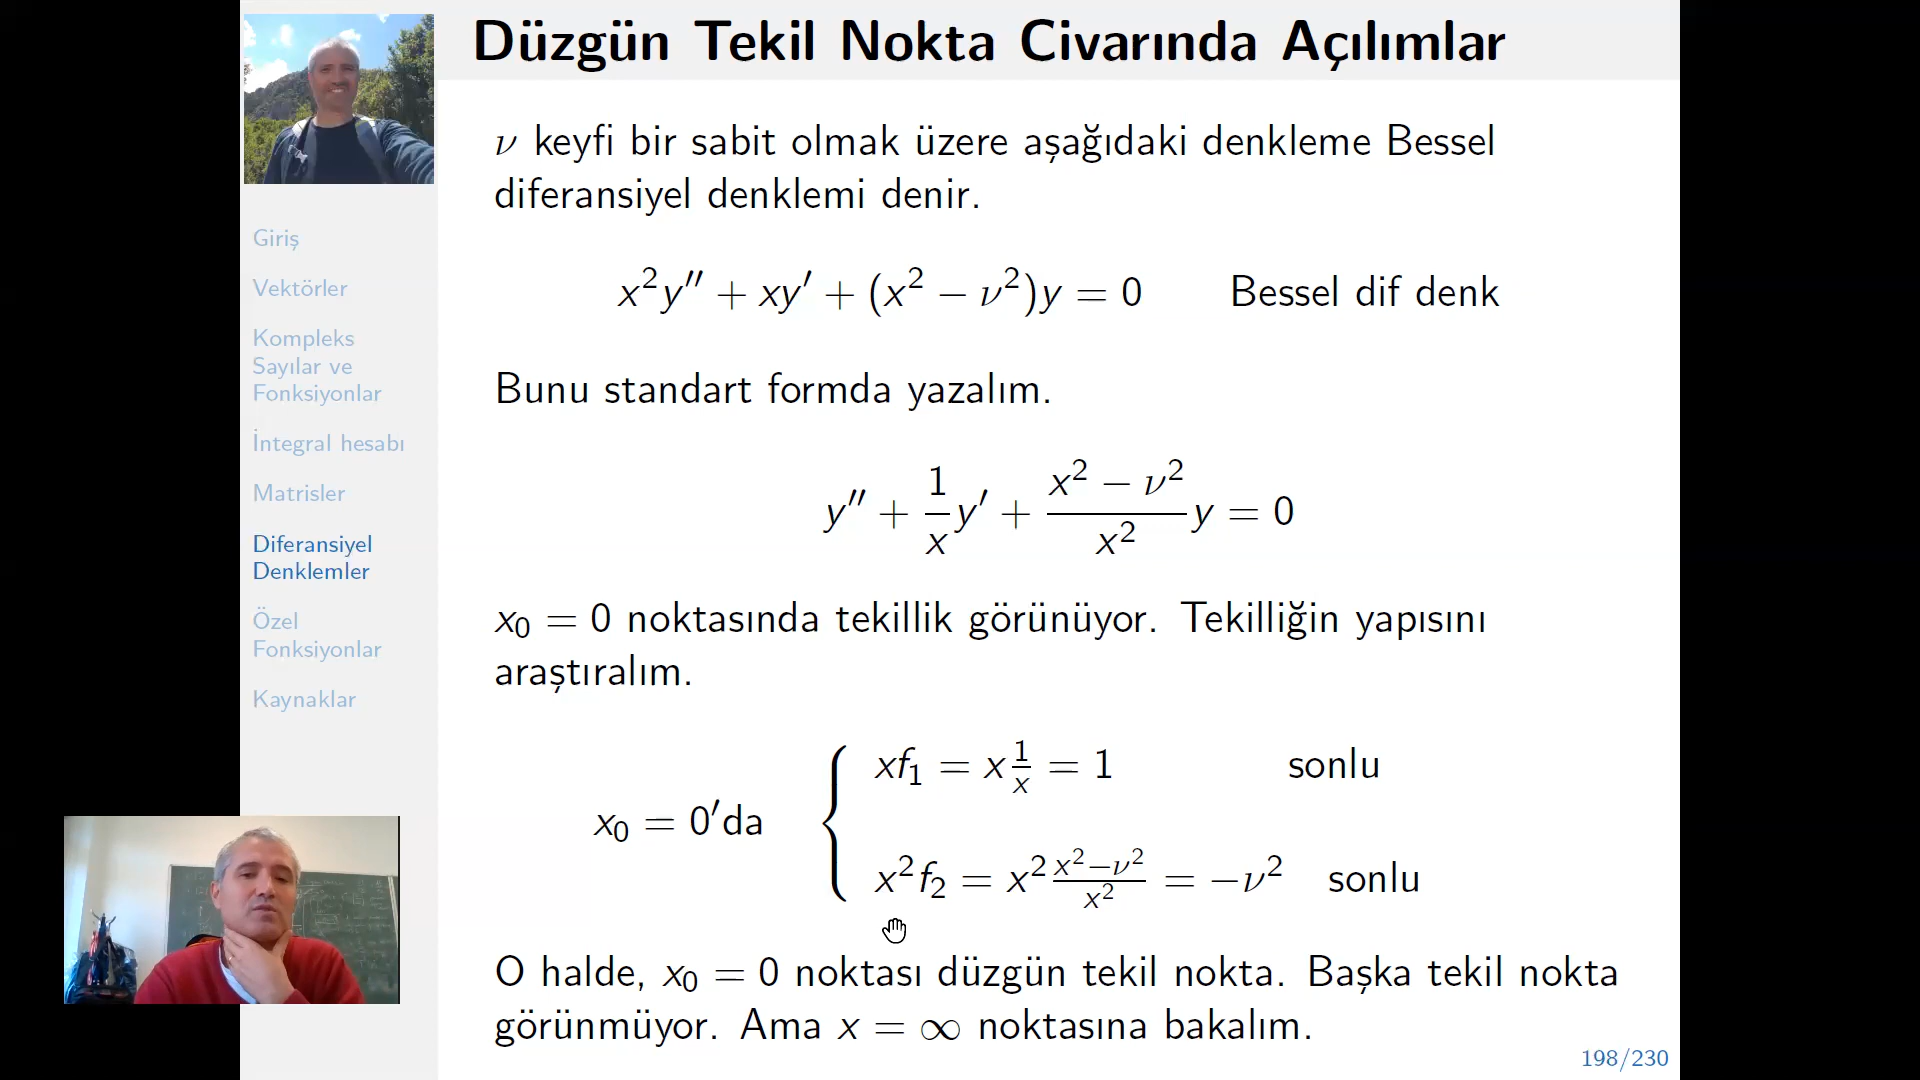 Düzgün Tekil Nokta Civarında Açılımlar
Giriş
Vektörler
Kompleks
Sayılar ve
Fonksiyonlar
İntegral hesabı
Matrisler
Diferansiyel
Denklemler
Özel
Fonksiyonlar
Kaynaklar
ν keyfi bir sabit olmak üzere aşağıdaki denkleme Bessel
diferansiyel denklemi denir.
x²y″ + xy′ + (x² − ν²)y = 0 Bessel dif denk
Bunu standart formda yazalım.
y″ + \frac{1}{x}y′ + \frac{x² − ν²}{x²}y = 0
x₀ = 0 noktasında tekillik görünüyor. Tekilliğin yapısını
araştıralım.
x₀ = 0′da
xf₁ = x\frac{1}{x} = 1 sonlu
x²f₂ = x²\frac{x²−ν²}{x²} = −ν² sonlu
O halde, x₀ = 0 noktası düzgün tekil nokta. Başka tekil nokta
görünmüyor. Ama x = ∞ noktasına bakalım.
198/230